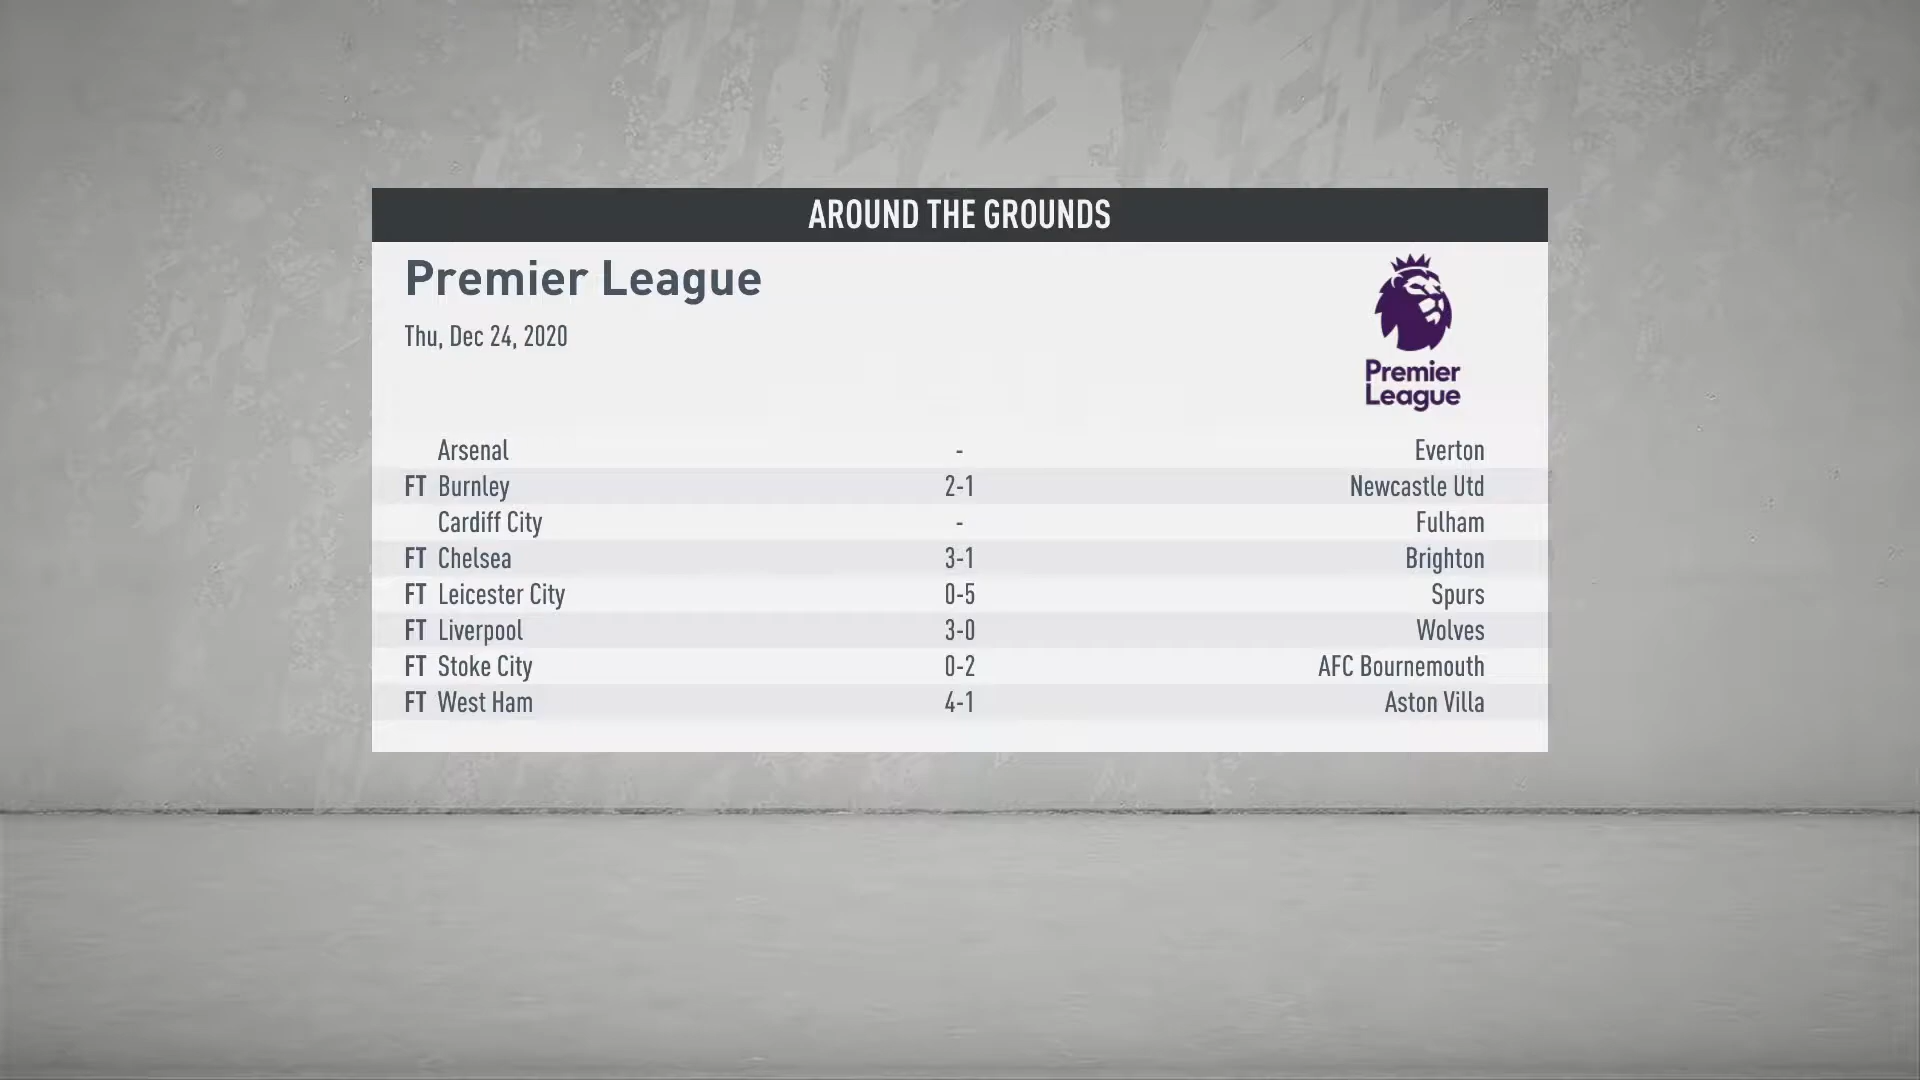 AROUND THE GROUNDS
Premier League
Thu, Dec 24, 2020
Premier
League
Arsenal - Everton
FT Burnley 2-1 Newcastle Utd
Cardiff City - Fulham
FT Chelsea 3-1 Brighton
FT Leicester City 0-5 Spurs
FT Liverpool 3-0 Wolves
FT Stoke City 0-2 AFC Bournemouth
FT West Ham 4-1 Aston Villa